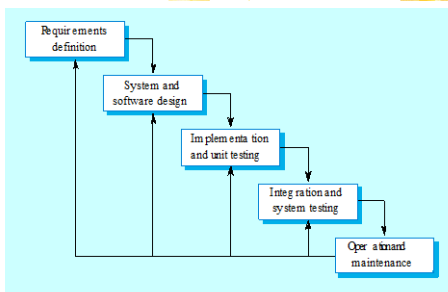 Requirements
definition
System and
software design
Implementa tion
and unit testing
Integration and
system testing
Oper ationand
maintenance